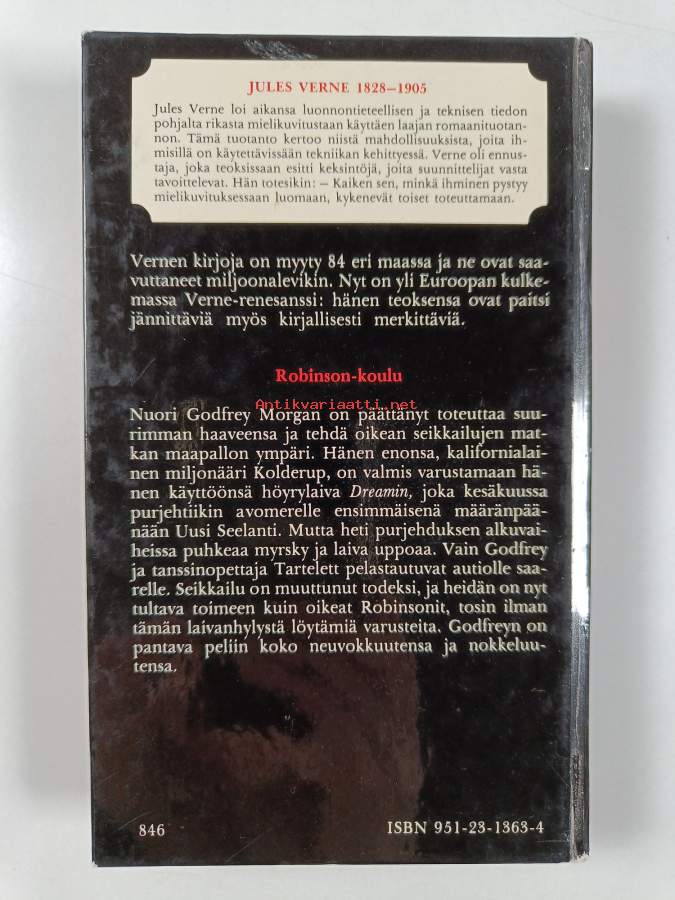 JULES VERNE 1828–1905
Jules Verne loi aikansa luonnontieteellisen ja teknisen tiedon
pohjalta rikasta mielikuvitustaan käyttäen laajan romaanituotan-
non. Tämä tuotanto kertoo niistä mahdollisuuksista, joita ih-
misillä on käytettävissään tekniikan kehittyessä. Verne oli ennus-
taja, joka teoksissaan esitti keksintöjä, joita suunnittelijat vasta
tavoittelevat. Hän totesikin: – Kaiken sen, minkä ihminen pystyy
mielikuvituksessaan luomaan, kykenevät toiset toteuttamaan.
Vernen kirjoja on myyty 84 eri maassa ja ne ovat saa-
vuttaneet miljoonalevikin. Nyt on yli Euroopan kulke-
massa Verne-renesanssi: hänen teoksensa ovat paitsi
jännittäviä myös kirjallisesti merkittäviä.
Robinson-koulu
Antikvariaatti.net
Nuori Godfrey Morgan on päättänyt toteuttaa suu-
rimman haaveensa ja tehdä oikean seikkailujen mat-
kan maapallon ympäri. Hänen enonsa, kalifornialai-
nen miljonääri Kolderup, on valmis varustamaan hä-
nen käyttöönsä höyrylaiva Dreamin, joka kesäkuussa
purjehtiikin avomerelle ensimmäisenä määränpää-
nään Uusi Seelanti. Mutta heti purjehduksen alkuvai-
heissa puhkeaa myrsky ja laiva uppoaa. Vain Godfrey
ja tanssinopettaja Tartelett pelastautuvat autiolle saa-
relle. Seikkailu on muuttunut todeksi, ja heidän on nyt
tultava toimeen kuin oikeat Robinsonit, tosin ilman
tämän laivanhylystä löytämiä varusteita. Godfreyn on
pantava peliin koko neuvokkuutensa ja nokkeluu-
tensa.
846
ISBN 951-23-1363-4